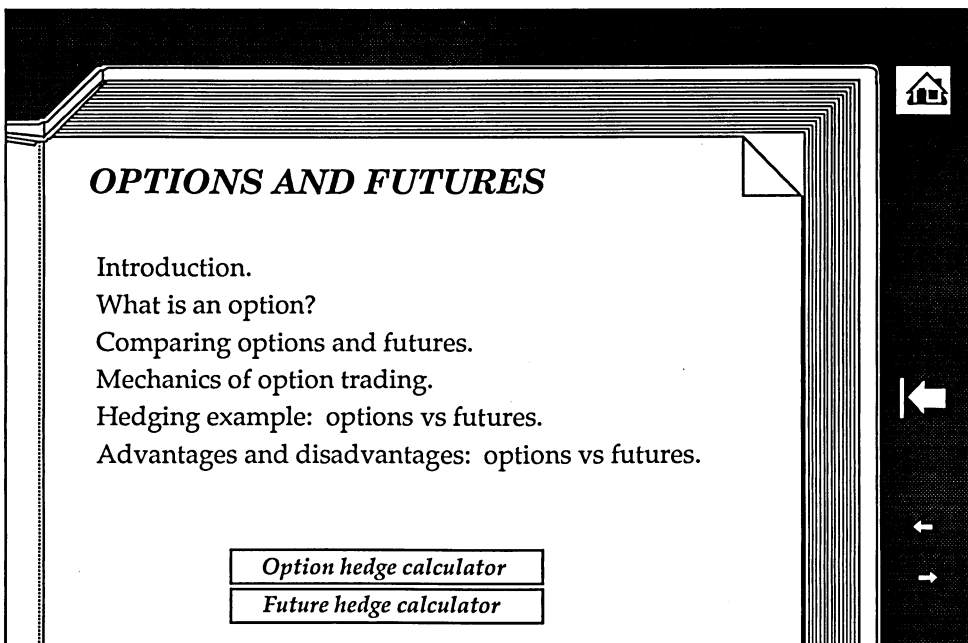 OPTIONS AND FUTURES
Introduction.
What is an option?
Comparing options and futures.
Mechanics of option trading.
Hedging example: options vs futures.
Advantages and disadvantages: options vs futures.
Option hedge calculator
Future hedge calculator